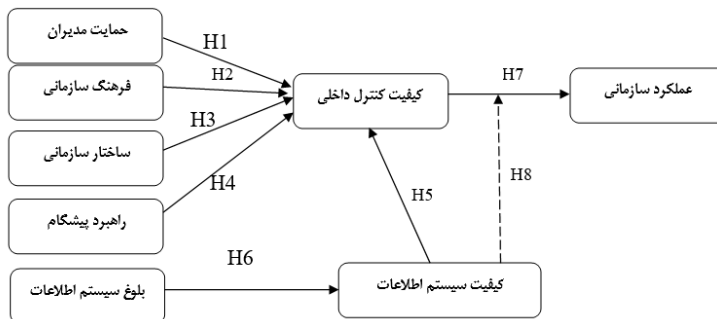 حمایت مدیران
H1
فرهنگ سازمانی
H2
کیفیت کنترل داخلی
H7
عملکرد سازمانی
H3
ساختار سازمانی
H4
راهبرد پیشگام
H5
H8
H6
بلوغ سیستم اطلاعات
کیفیت سیستم اطلاعات